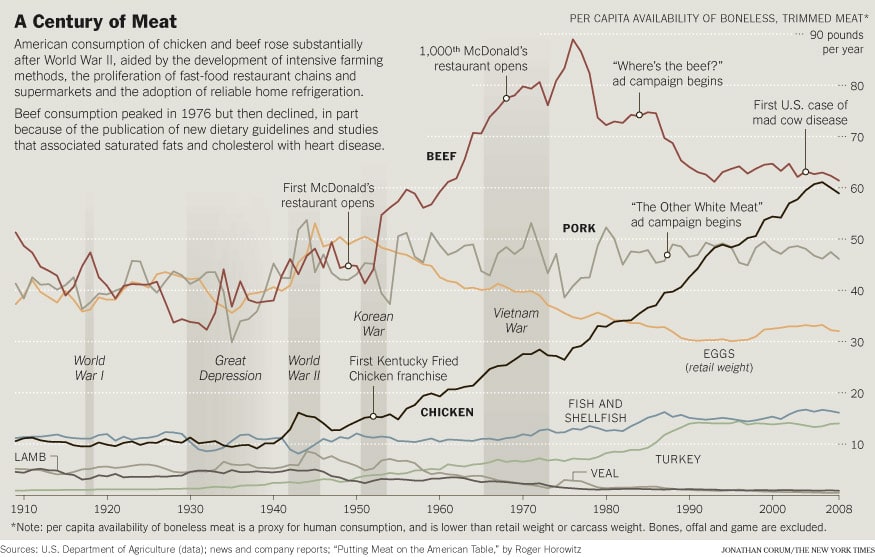 A Century of Meat
American consumption of chicken and beef rose substantially
after World War II, aided by the development of intensive farming
methods, the proliferation of fast-food restaurant chains and
supermarkets and the adoption of reliable home refrigeration.
Beef consumption peaked in 1976 but then declined, in part
because of the publication of new dietary guidelines and studies
that associated saturated fats and cholesterol with heart disease.
PER CAPITA AVAILABILITY OF BONELESS, TRIMMED MEAT*
90 pounds
per year
1,000th McDonald's
restaurant opens
"Where's the beef?"
ad campaign begins
80
First U.S. case of
mad cow disease
70
BEEF
60
First McDonald's
restaurant opens
"The Other White Meat"
ad campaign begins
PORK
50
40
Korean
War
Vietnam
War
30
World
War I
Great
Depression
World
War II
First Kentucky Fried
Chicken franchise
EGGS
(retail weight)
20
CHICKEN
FISH AND
SHELLFISH
10
LAMB
TURKEY
VEAL
1910
1920
1930
1940
1950
1960
1970
1980
1990
2000
2008
*Note: per capita availability of boneless meat is a proxy for human consumption, and is lower than retail weight or carcass weight. Bones, offal and game are excluded.
Sources: U.S. Department of Agriculture (data); news and company reports; "Putting Meat on the American Table," by Roger Horowitz
JONATHAN CORUM/THE NEW YORK TIMES